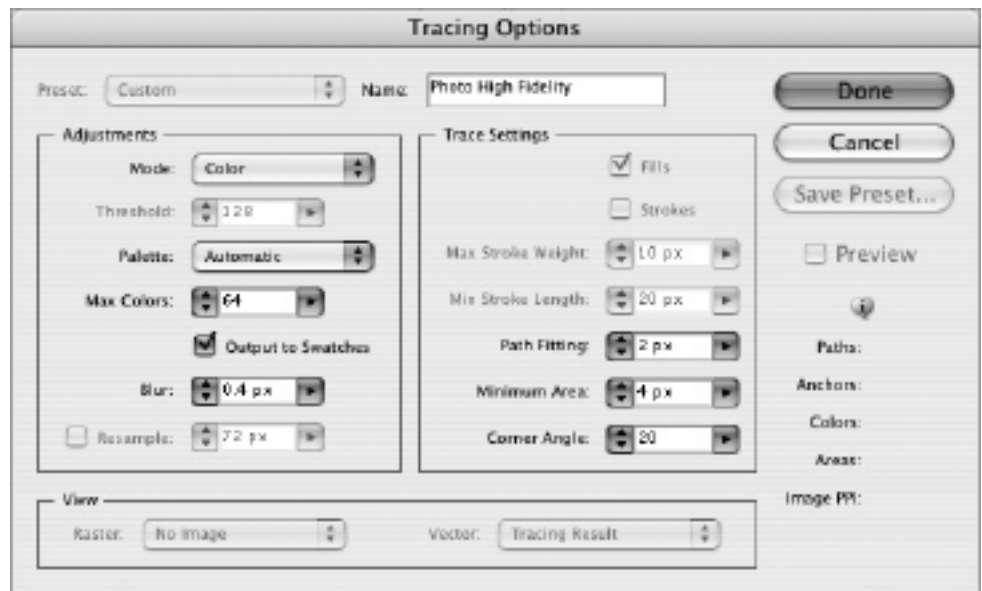 Tracing Options
Preset: Custom Name: Photo High Fidelity
Done
Cancel
Save Preset...
Preview
Paths:
Anchors:
Colors:
Areas:
Image PPI:
Adjustments
Mode: Color
Threshold: 128
Palette: Automatic
Max Colors: 64
Output to Swatches
Blur: 0.4 px
Resample: 72 px
Trace Settings
Fills
Strokes
Max Stroke Weight: 10 px
Min Stroke Length: 20 px
Path Fitting: 2 px
Minimum Area: 4 px
Corner Angle: 20
View
Raster: No Image Vector: Tracing Result